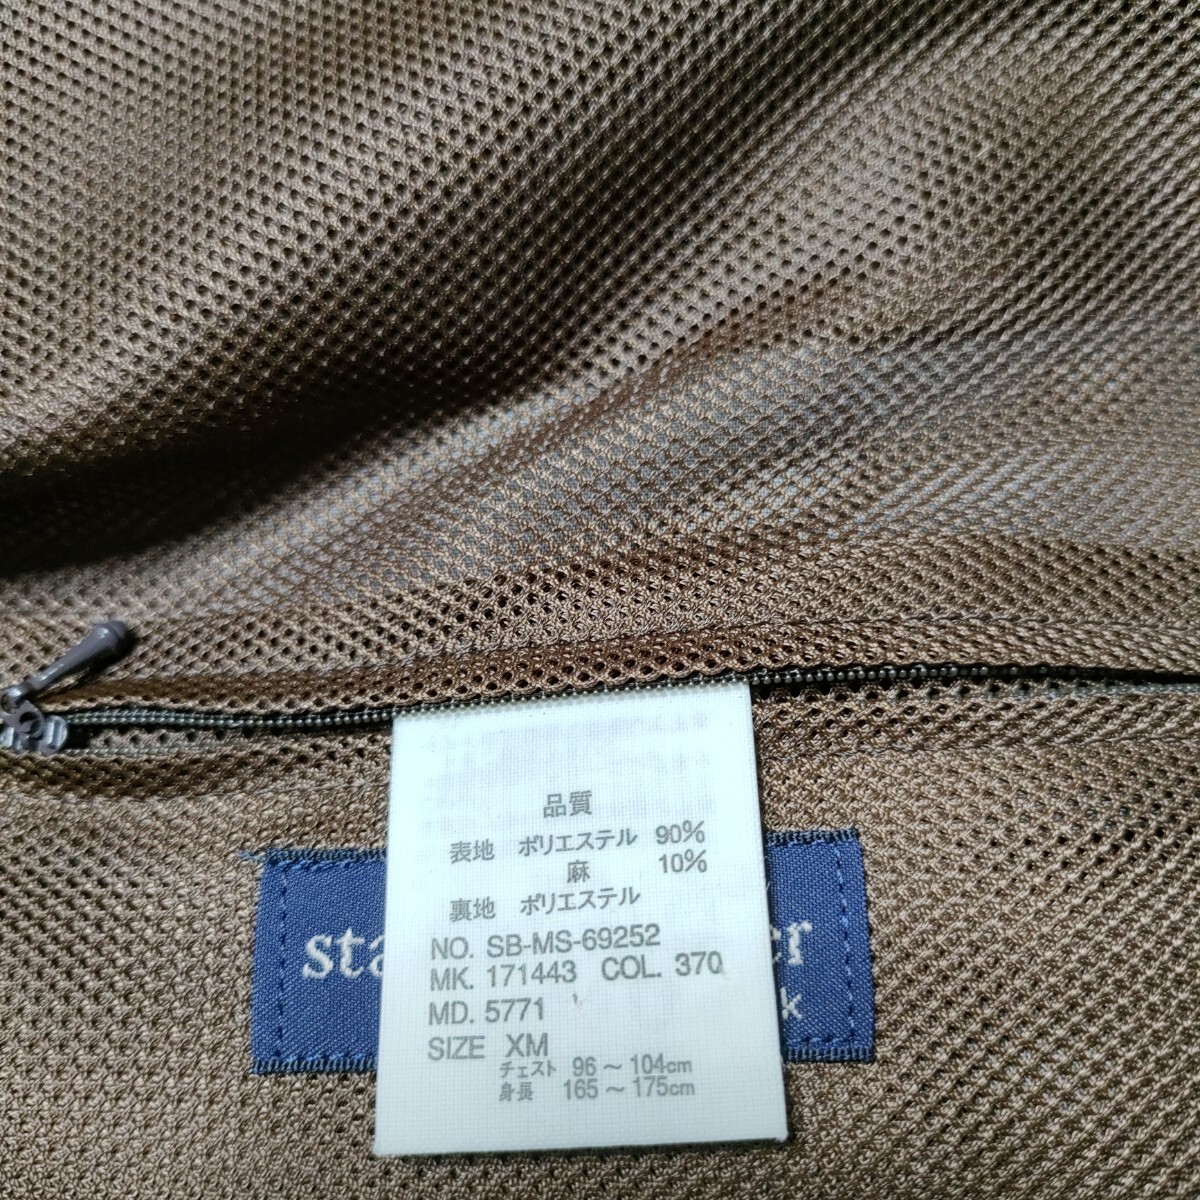 品質
表地 ポリエステル 90%
麻 10%
裏地 ポリエステル
NO. SB-MS-69252
MK. 171443 COL. 370
MD. 5771
SIZE XM
チェスト 96 ~ 104cm
身長 165 ~ 175cm